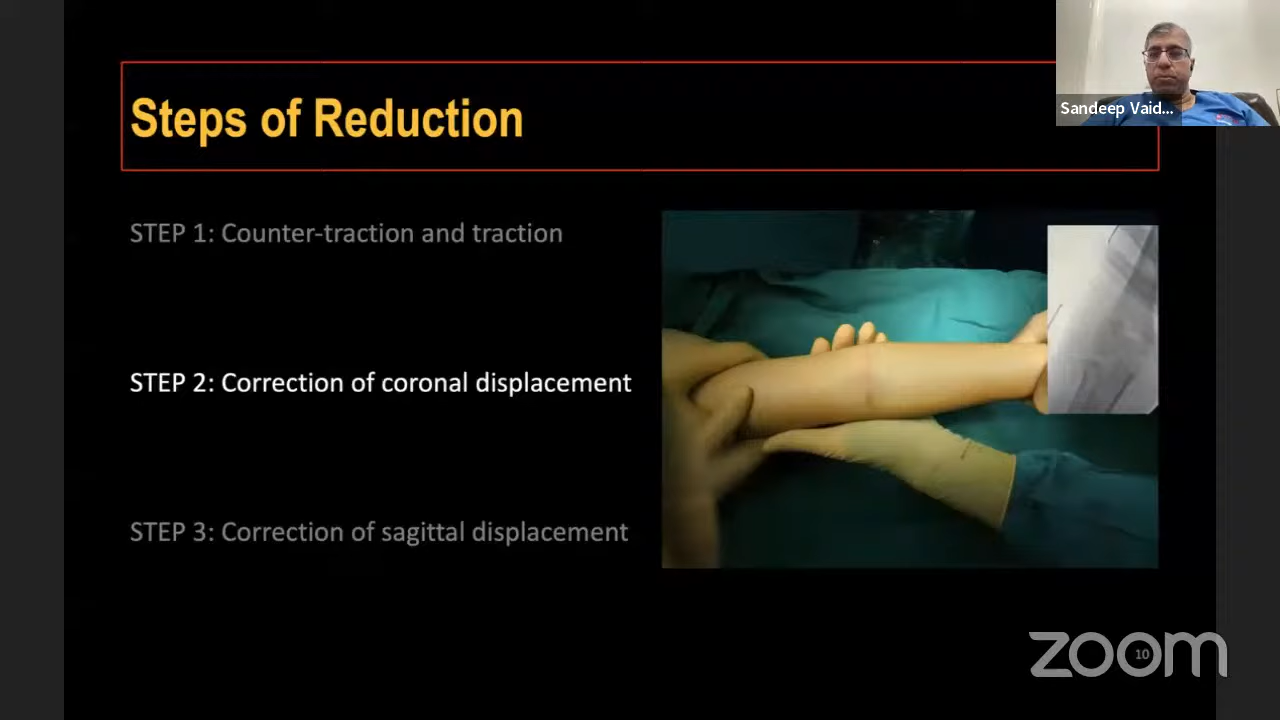 Steps of Reduction
Sandeep Vaid...
STEP 1: Counter-traction and traction
STEP 2: Correction of coronal displacement
STEP 3: Correction of sagittal displacement
zoom
10